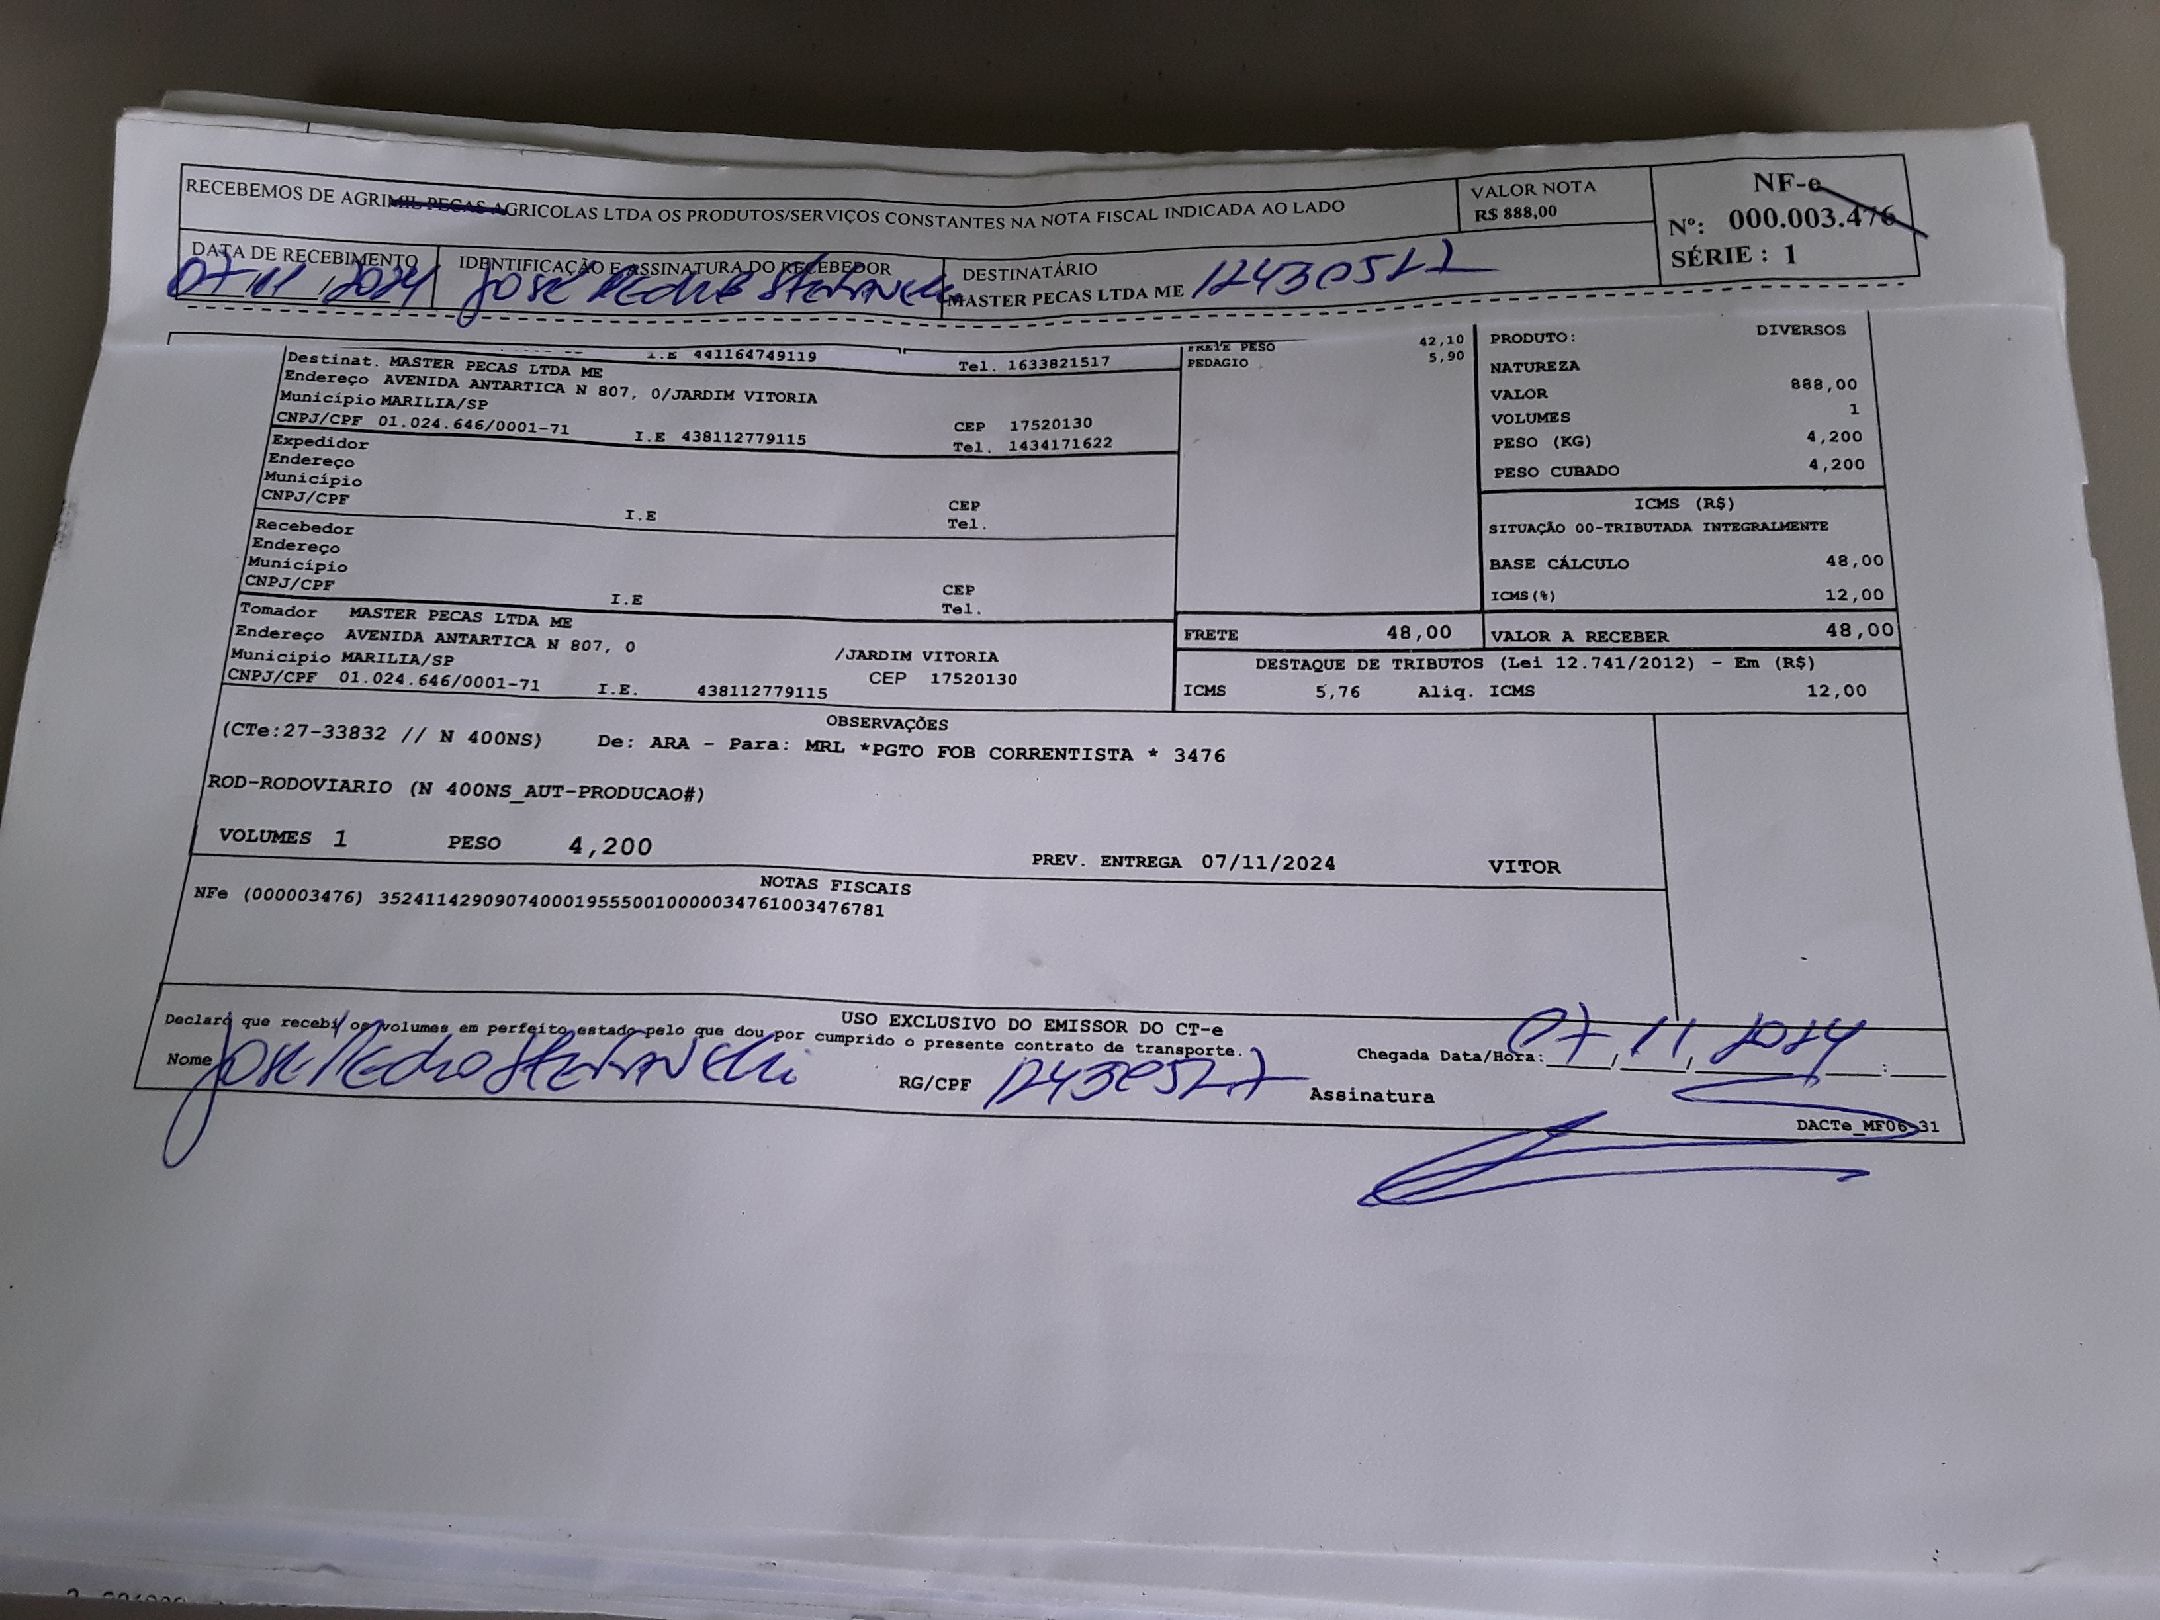 RECEBEMOS DE AGRIMIL PECAS AGRICOLAS LTDA OS PRODUTOS/SERVIÇOS CONSTANTES NA NOTA FISCAL INDICADA AO LADO
VALOR NOTA
R$ 888,00
NF-e
Nº: 000.003.476
SÉRIE : 1
DATA DE RECEBIMENTO
07/11/2024
IDENTIFICAÇÃO E ASSINATURA DO RECEBEDOR
José Pedro Stefanelli
DESTINATÁRIO
MASTER PECAS LTDA ME 12430527
I.E 441164749119 Tel. 1633821517
Destinat. MASTER PECAS LTDA ME
Endereço AVENIDA ANTARTICA N 807, 0/JARDIM VITORIA
Município MARILIA/SP CEP 17520130
CNPJ/CPF 01.024.646/0001-71 I.E 438112779115 Tel. 1434171622
Expedidor
Endereço
Município CEP
CNPJ/CPF I.E Tel.
Recebedor
Endereço
Município CEP
CNPJ/CPF I.E Tel.
Tomador MASTER PECAS LTDA ME
Endereço AVENIDA ANTARTICA N 807, 0 /JARDIM VITORIA
Municipio MARILIA/SP CEP 17520130
CNPJ/CPF 01.024.646/0001-71 I.E. 438112779115
FRETE PESO 42,10
PEDAGIO 5,90
FRETE 48,00
PRODUTO: DIVERSOS
NATUREZA
VALOR 888,00
VOLUMES 1
PESO (KG) 4,200
PESO CUBADO 4,200
ICMS (R$)
SITUAÇÃO 00-TRIBUTADA INTEGRALMENTE
BASE CÁLCULO 48,00
ICMS(%) 12,00
VALOR A RECEBER 48,00
DESTAQUE DE TRIBUTOS (Lei 12.741/2012) - Em (R$)
ICMS 5,76 Aliq. ICMS 12,00
OBSERVAÇÕES
(CTe:27-33832 // N 400NS) De: ARA - Para: MRL *PGTO FOB CORRENTISTA * 3476
ROD-RODOVIARIO (N 400NS_AUT-PRODUCAO#)
VOLUMES 1 PESO 4,200 PREV. ENTREGA 07/11/2024 VITOR
NOTAS FISCAIS
NFe (000003476) 35241142909074000195550010000034761003476781
USO EXCLUSIVO DO EMISSOR DO CT-e
Declaro que recebi os volumes em perfeito estado pelo que dou por cumprido o presente contrato de transporte.
Nome José Pedro Stefanelli RG/CPF 12430527 Assinatura
Chegada Data/Hora: 07/11/2024
DACTe_MF06-31